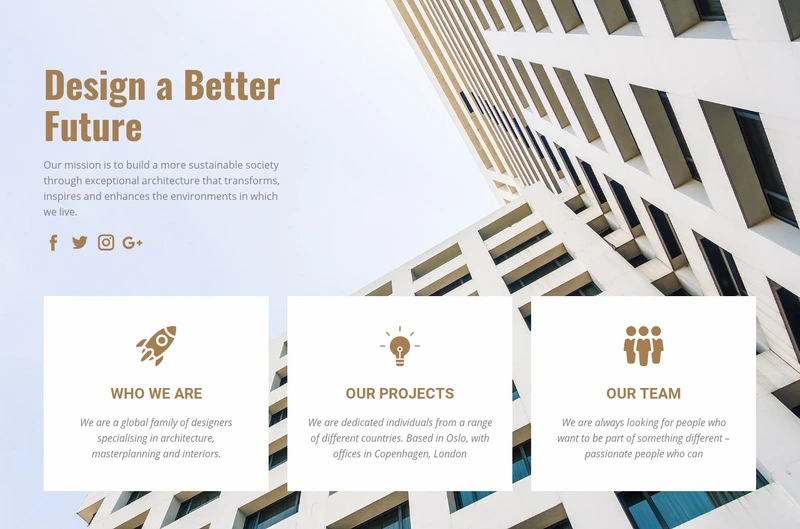 Design a Better
Future
Our mission is to build a more sustainable society
through exceptional architecture that transforms,
inspires and enhances the environments in which
we live.
WHO WE ARE
We are a global family of designers
specialising in architecture,
masterplanning and interiors.
OUR PROJECTS
We are dedicated individuals from a range
of different countries. Based in Oslo, with
offices in Copenhagen, London
OUR TEAM
We are always looking for people who
want to be part of something different –
passionate people who can